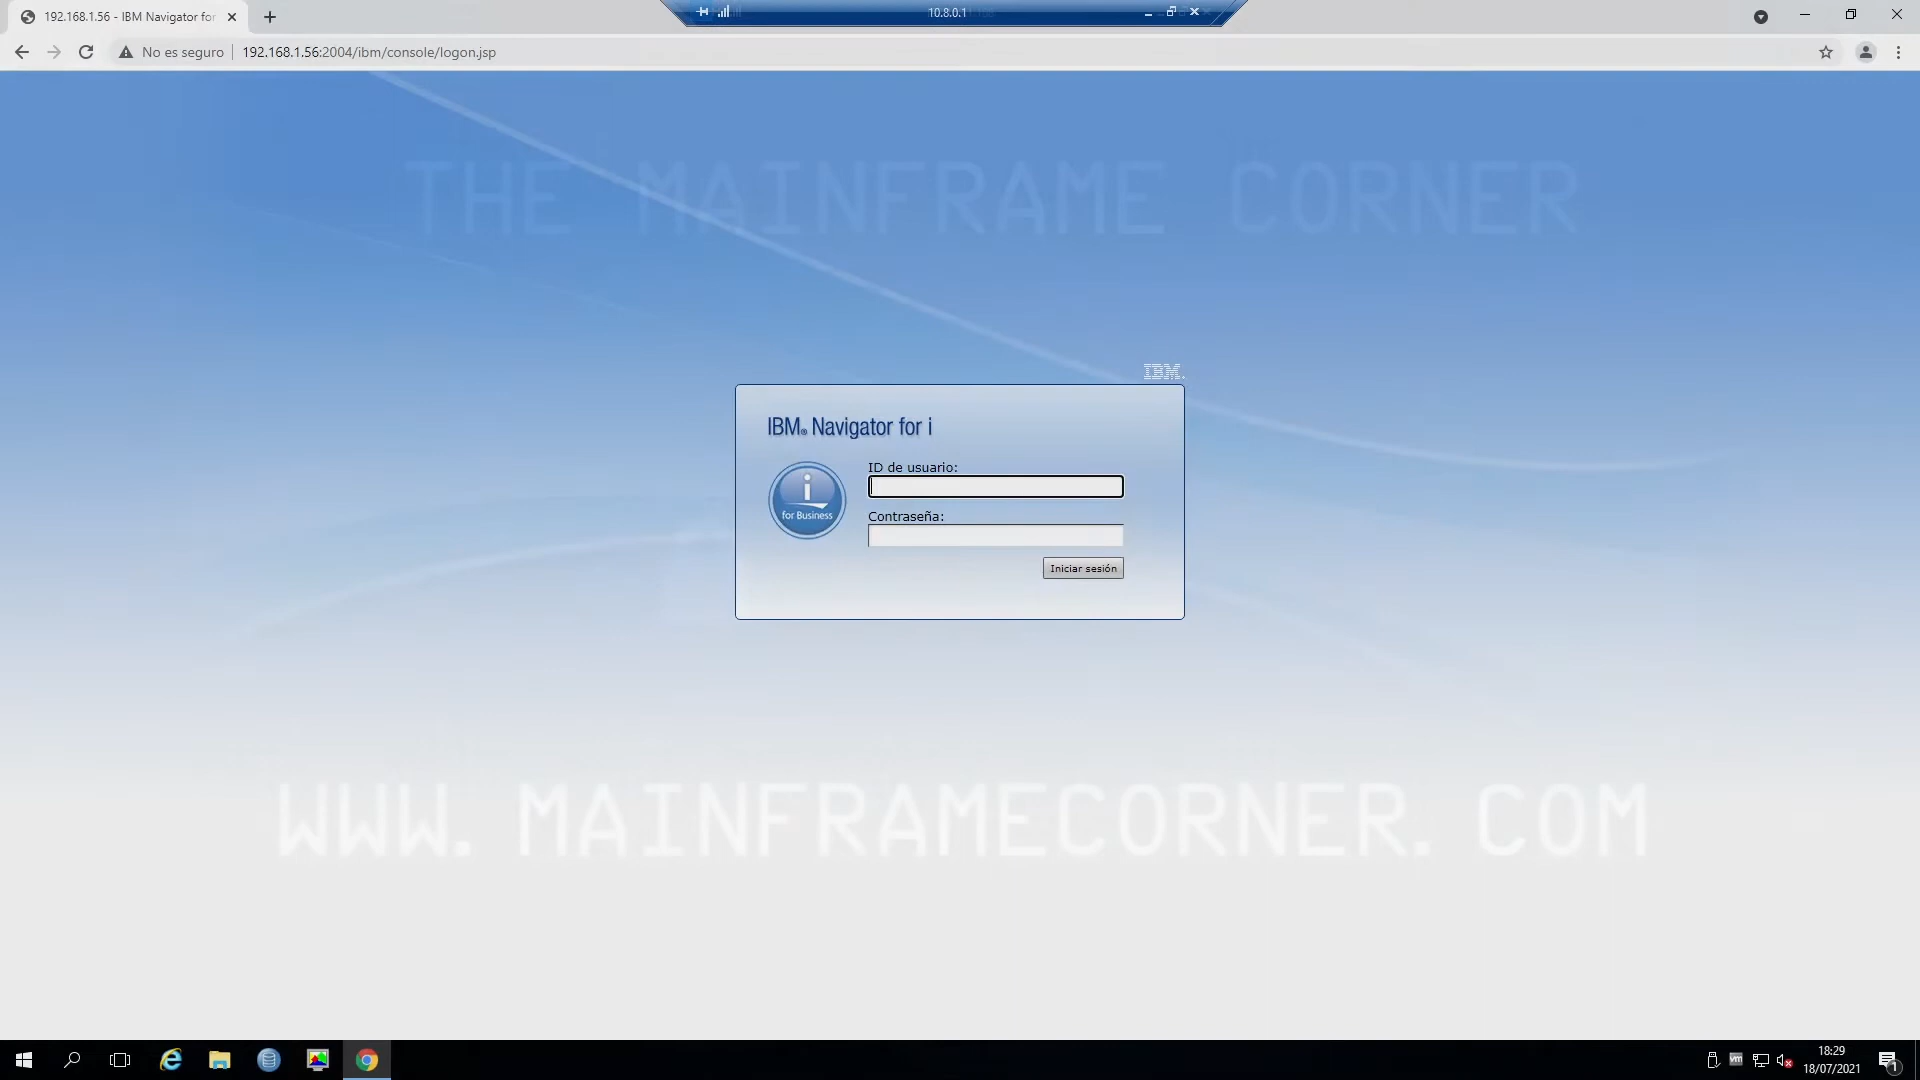 192.168.1.56 - IBM Navigator for
10.8.0.1
No es seguro
192.168.1.56:2004/ibm/console/logon.jsp
THE MAINFRAME CORNER
IBM.
IBM® Navigator for i
ID de usuario:
i
for Business
Contraseña:
Iniciar sesión
WWW. MAINFRAMECORNER. COM
vm
18:29
18/07/2021
1